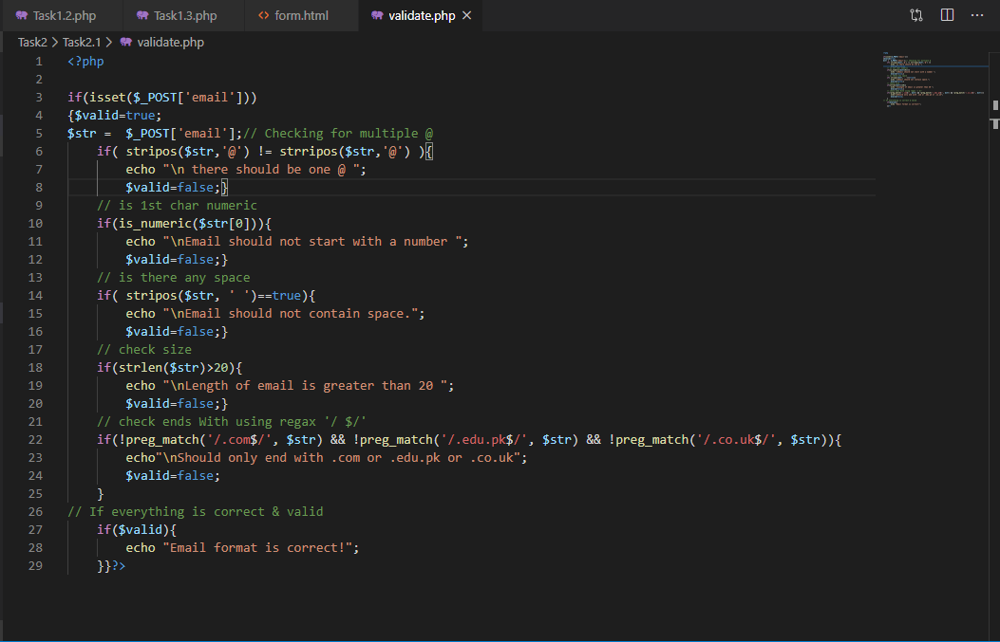 Task1.2.php Task1.3.php <> form.html validate.php
Task2 > Task2.1 > validate.php
1 <?php
2
3 if(isset($_POST['email']))
4 {$valid=true;
5 $str =  $_POST['email'];// Checking for multiple @
6     if( stripos($str,'@') != strripos($str,'@') ){
7         echo "\n there should be one @ ";
8         $valid=false;}
9     // is 1st char numeric
10     if(is_numeric($str[0])){
11         echo "\nEmail should not start with a number ";
12         $valid=false;}
13     // is there any space
14     if( stripos($str, ' ')==true){
15         echo "\nEmail should not contain space.";
16         $valid=false;}
17     // check size
18     if(strlen($str)>20){
19         echo "\nLength of email is greater than 20 ";
20         $valid=false;}
21     // check ends With using regax '/ $/'
22     if(!preg_match('/.com$/', $str) && !preg_match('/.edu.pk$/', $str) && !preg_match('/.co.uk$/', $str)){
23         echo"\nShould only end with .com or .edu.pk or .co.uk";
24         $valid=false;
25     }
26 // If everything is correct & valid
27     if($valid){
28         echo "Email format is correct!";
29     }}?>